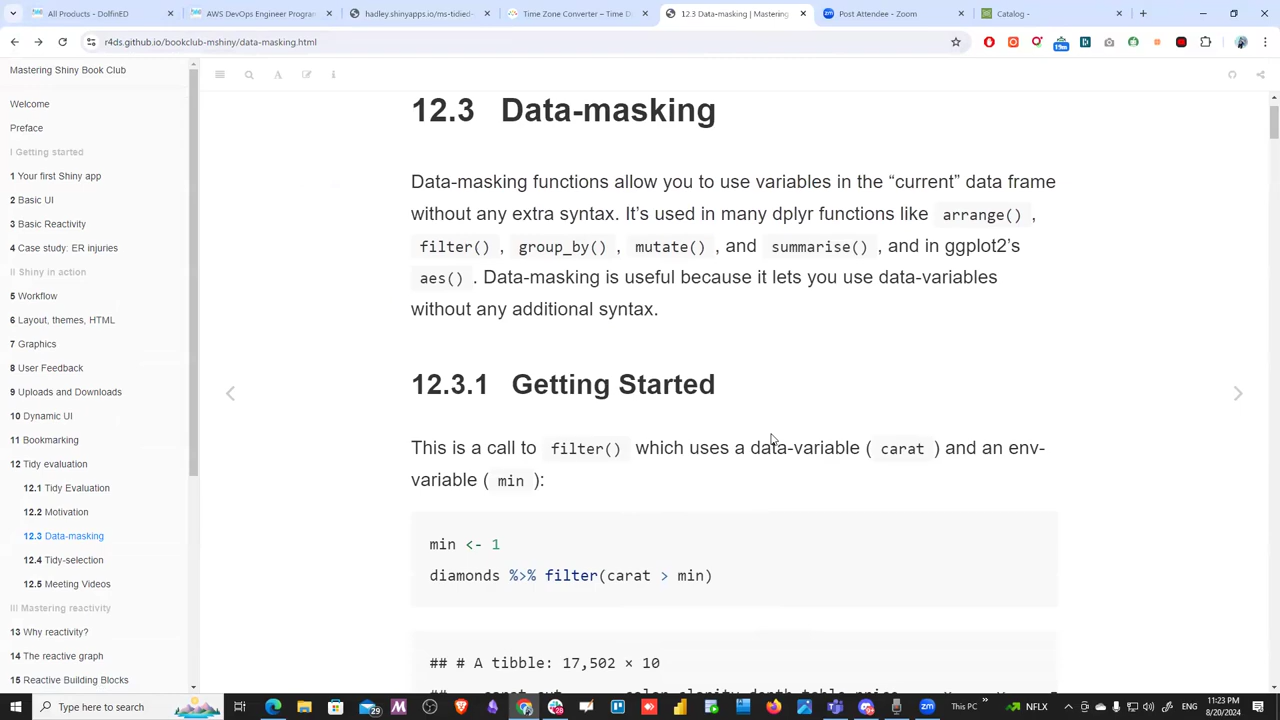 All DOPs - DolfinED
AWS DevOps Engineer Progra
hadley.shinyapps.io/ms-tidied-
Time Zone Converter – Time D
12.3 Data-masking | Mastering
Post Attendee - Zoom
Catalog -
r4ds.github.io/bookclub-mshiny/data-masking.html
Mastering Shiny Book Club
Welcome
Preface
I Getting started
1 Your first Shiny app
2 Basic UI
3 Basic Reactivity
4 Case study: ER injuries
II Shiny in action
5 Workflow
6 Layout, themes, HTML
7 Graphics
8 User Feedback
9 Uploads and Downloads
10 Dynamic UI
11 Bookmarking
12 Tidy evaluation
12.1 Tidy Evaluation
12.2 Motivation
12.3 Data-masking
12.4 Tidy-selection
12.5 Meeting Videos
III Mastering reactivity
13 Why reactivity?
14 The reactive graph
15 Reactive Building Blocks
12.3 Data-masking
Data-masking functions allow you to use variables in the “current” data frame
without any extra syntax. It’s used in many dplyr functions like arrange() ,
filter() , group_by() , mutate() , and summarise() , and in ggplot2’s
aes() . Data-masking is useful because it lets you use data-variables
without any additional syntax.
12.3.1 Getting Started
This is a call to filter() which uses a data-variable ( carat ) and an env-
variable ( min ):
min <- 1
diamonds %>% filter(carat > min)
## # A tibble: 17,502 × 10
Type here to search
29
This PC
NFLX
11:23 PM
8/20/2024